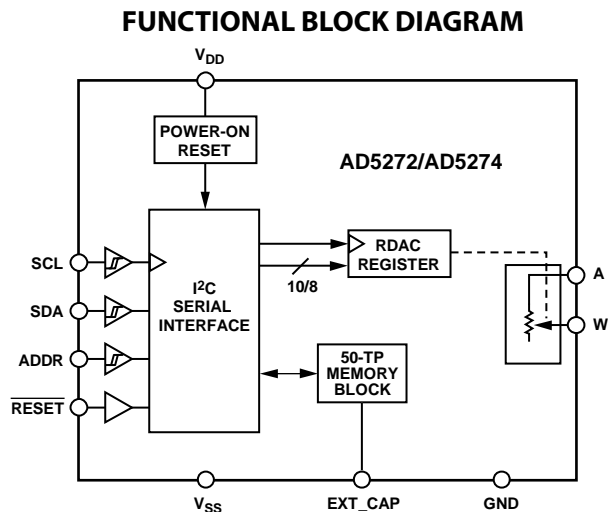 FUNCTIONAL BLOCK DIAGRAM
VDD
POWER-ON
RESET
AD5272/AD5274
SCL
SDA
ADDR
RESET
I2C
SERIAL
INTERFACE
10/8
RDAC
REGISTER
A
W
50-TP
MEMORY
BLOCK
VSS
EXT_CAP
GND